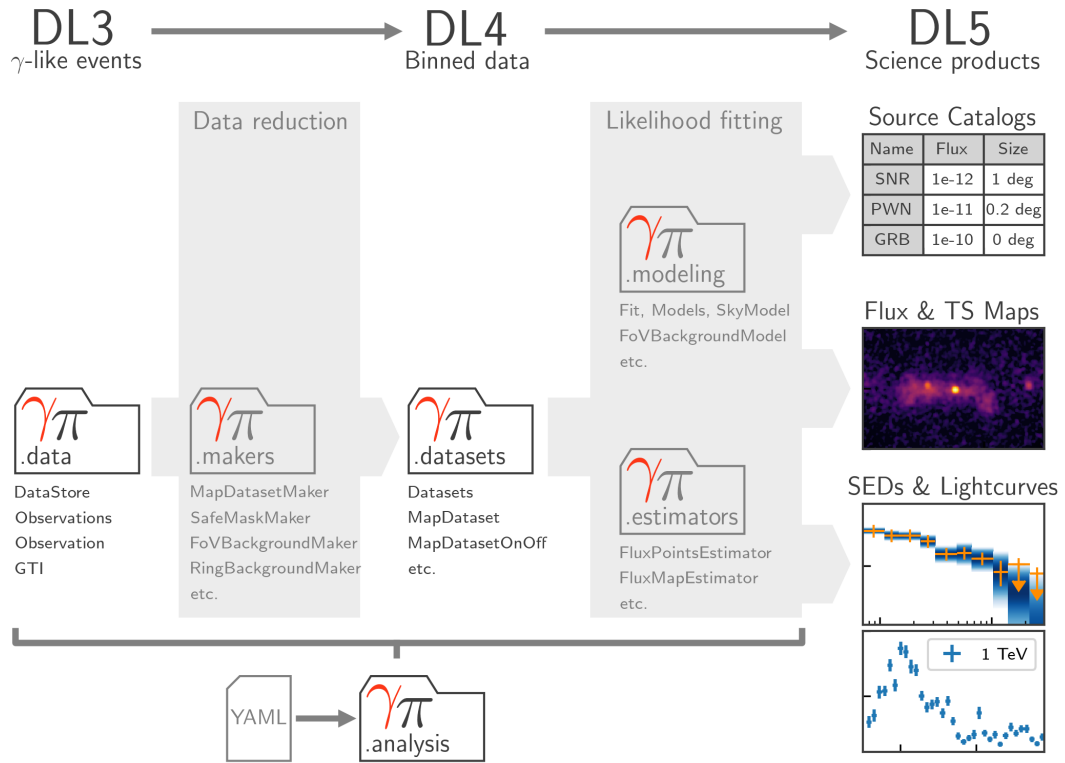 DL3
γ-like events
DL4
Binned data
DL5
Science products
Data reduction
Likelihood fitting
Source Catalogs
Name Flux Size
SNR 1e-12 1 deg
PWN 1e-11 0.2 deg
GRB 1e-10 0 deg
γπ
.modeling
Fit, Models, SkyModel
FoVBackgroundModel
etc.
Flux & TS Maps
γπ
.data
DataStore
Observations
Observation
GTI
γπ
.makers
MapDatasetMaker
SafeMaskMaker
FoVBackgroundMaker
RingBackgroundMaker
etc.
γπ
.datasets
Datasets
MapDataset
MapDatasetOnOff
etc.
γπ
.estimators
FluxPointsEstimator
FluxMapEstimator
etc.
SEDs & Lightcurves
1 TeV
YAML
γπ
.analysis